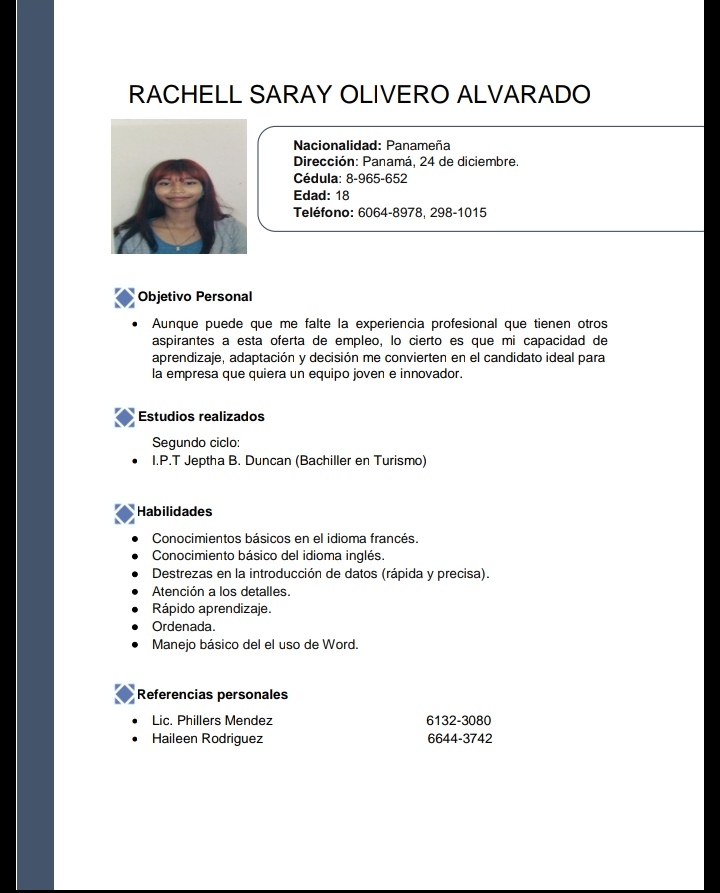 RACHELL SARAY OLIVERO ALVARADO
Nacionalidad: Panameña
Dirección: Panamá, 24 de diciembre.
Cédula: 8-965-652
Edad: 18
Teléfono: 6064-8978, 298-1015
Objetivo Personal
• Aunque puede que me falte la experiencia profesional que tienen otros
aspirantes a esta oferta de empleo, lo cierto es que mi capacidad de
aprendizaje, adaptación y decisión me convierten en el candidato ideal para
la empresa que quiera un equipo joven e innovador.
Estudios realizados
Segundo ciclo:
• I.P.T Jeptha B. Duncan (Bachiller en Turismo)
Habilidades
• Conocimientos básicos en el idioma francés.
• Conocimiento básico del idioma inglés.
• Destrezas en la introducción de datos (rápida y precisa).
• Atención a los detalles.
• Rápido aprendizaje.
• Ordenada.
• Manejo básico del el uso de Word.
Referencias personales
• Lic. Phillers Mendez 6132-3080
• Haileen Rodriguez 6644-3742